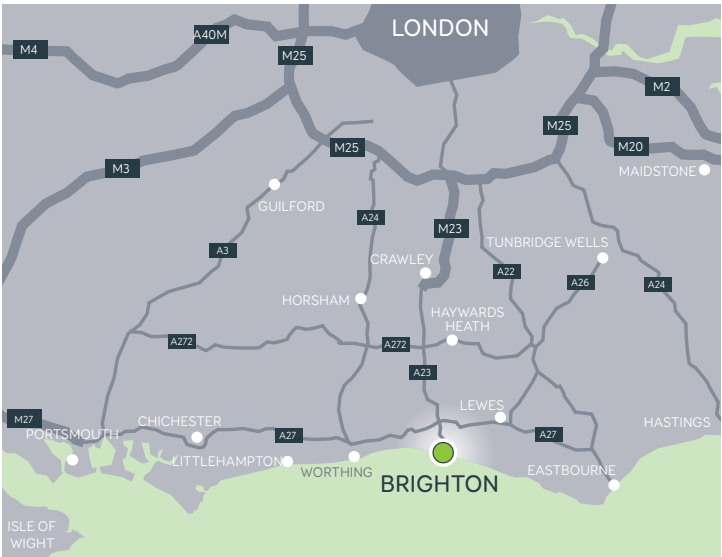 LONDON
A40M
M4
M25
M2
M25
M25
M20
M3
MAIDSTONE
GUILFORD
A24
M23
A3
TUNBRIDGE WELLS
CRAWLEY
A22
A26
A24
HORSHAM
HAYWARDS
HEATH
A272
A272
A23
LEWES
M27
CHICHESTER
HASTINGS
PORTSMOUTH
A27
A27
LITTLEHAMPTON
WORTHING
EASTBOURNE
BRIGHTON
ISLE OF
WIGHT